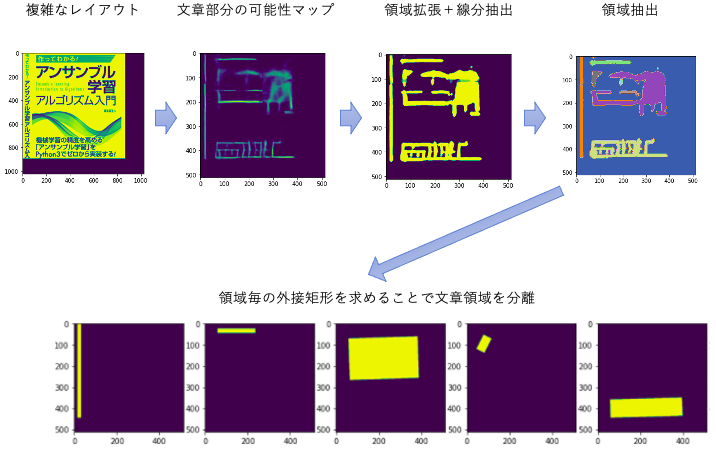 複雑なレイアウト
文章部分の可能性マップ
領域拡張＋線分抽出
領域抽出
0
200
400
600
800
1000
0 200 400 600 800 1000
作ってわかる!
アンサンブル
学習
アルゴリズム入門
機械学習の精度を高める
「アンサンブル学習」を
Python3でゼロから実装する!
0
100
200
300
400
500
0 100 200 300 400 500
0
100
200
300
400
500
0 100 200 300 400 500
0
100
200
300
400
500
0 100 200 300 400 500
領域毎の外接矩形を求めることで文章領域を分離
0
100
200
300
400
500
0 200 400
0
100
200
300
400
500
0 200 400
0
100
200
300
400
500
0 200 400
0
100
200
300
400
500
0 200 400
0
100
200
300
400
500
0 200 400